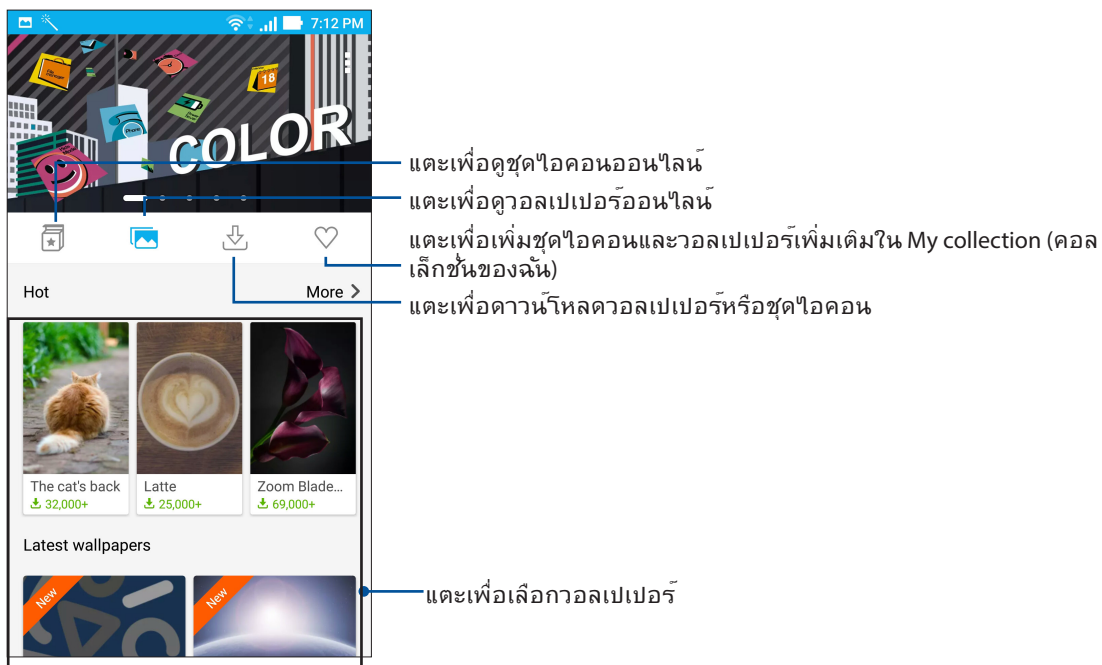 7:12 PM
File Manager
18
Phone
COLOR
Hot
More
The cat's back
Latte
Zoom Blade...
32,000+
25,000+
69,000+
Latest wallpapers
New
New
แตะเพื่อดูชุดไอคอนออนไลน์
แตะเพื่อดูวอลเปเปอร์ออนไลน์
แตะเพื่อเพิ่มชุดไอคอนและวอลเปเปอร์เพิ่มเติมใน My collection (คอล
เล็กชั่นของฉัน)
แตะเพื่อดาวน์โหลดวอลเปเปอร์หรือชุดไอคอน
แตะเพื่อเลือกวอลเปเปอร์